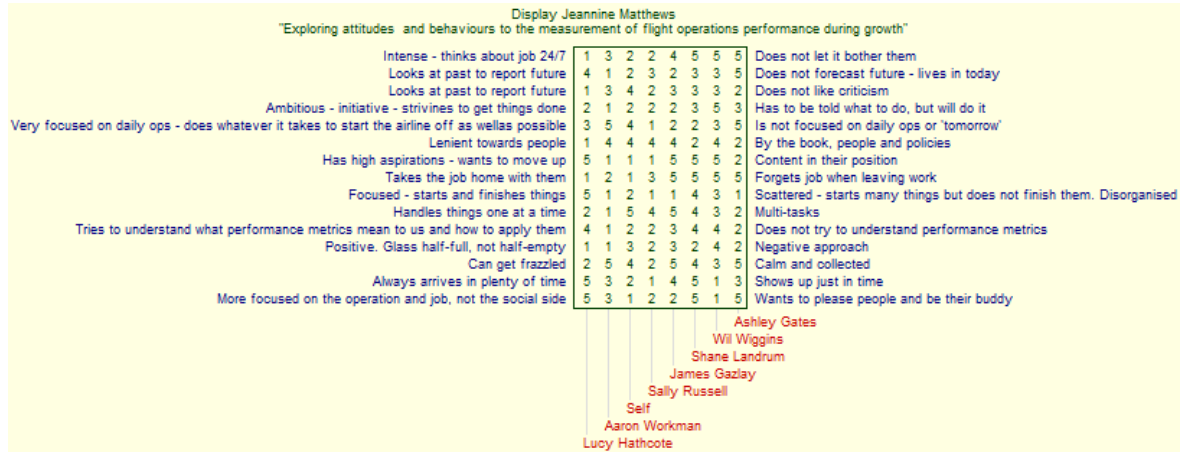 Display Jeannine Matthews
"Exploring attitudes and behaviours to the measurement of flight operations performance during growth"
Intense - thinks about job 24/7 1 3 2 2 4 5 5 5 Does not let it bother them
Looks at past to report future 4 1 2 3 2 3 3 5 Does not forecast future - lives in today
Looks at past to report future 1 3 4 2 3 3 3 2 Does not like criticism
Ambitious - initiative - strivines to get things done 2 1 2 2 2 3 5 3 Has to be told what to do, but will do it
Very focused on daily ops - does whatever it takes to start the airline off as wellas possible 3 5 4 1 2 2 3 5 Is not focused on daily ops or 'tomorrow'
Lenient towards people 1 4 4 4 4 2 4 2 By the book, people and policies
Has high aspirations - wants to move up 5 1 1 1 5 5 5 2 Content in their position
Takes the job home with them 1 2 1 3 5 5 5 5 Forgets job when leaving work
Focused - starts and finishes things 5 1 2 1 1 4 3 1 Scattered - starts many things but does not finish them. Disorganised
Handles things one at a time 2 1 5 4 5 4 3 2 Multi-tasks
Tries to understand what performance metrics mean to us and how to apply them 4 1 2 2 3 4 4 2 Does not try to understand performance metrics
Positive. Glass half-full, not half-empty 1 1 3 2 3 2 4 2 Negative approach
Can get frazzled 2 5 4 2 5 4 3 5 Calm and collected
Always arrives in plenty of time 5 3 2 1 4 5 1 3 Shows up just in time
More focused on the operation and job, not the social side 5 3 1 2 2 5 1 5 Wants to please people and be their buddy
Ashley Gates
Wil Wiggins
Shane Landrum
James Gazlay
Sally Russell
Self
Aaron Workman
Lucy Hathcote